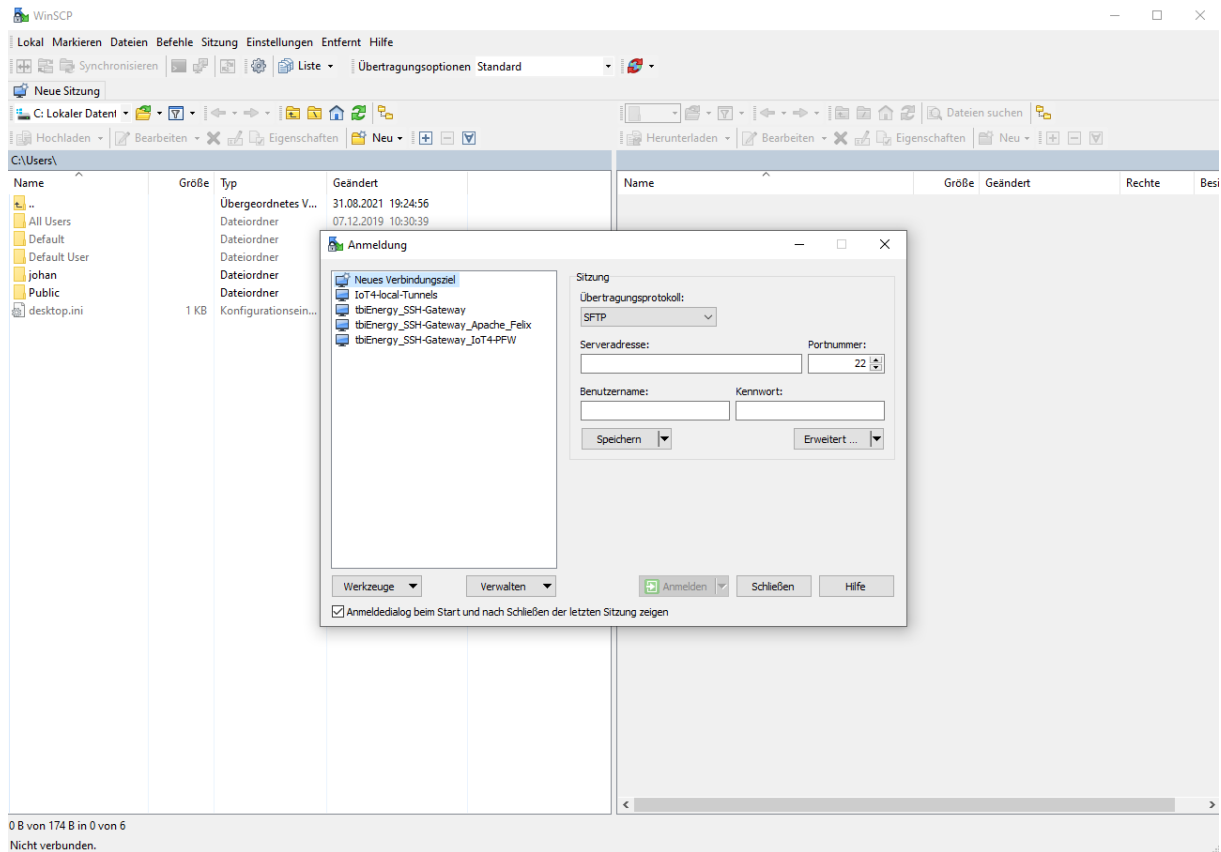 WinSCP
Lokal Markieren Dateien Befehle Sitzung Einstellungen Entfernt Hilfe
Synchronisieren Liste Übertragungsoptionen Standard
Neue Sitzung
C: Lokaler Datent Dateien suchen
Hochladen Bearbeiten Eigenschaften Neu Herunterladen Bearbeiten Eigenschaften Neu
C:\Users\
Name Größe Typ Geändert Name Größe Geändert Rechte Besi
.. Übergeordnetes V... 31.08.2021 19:24:56
All Users Dateiordner 07.12.2019 10:30:39
Default Dateiordner
Default User Dateiordner
johan Dateiordner
Public Dateiordner
desktop.ini 1 KB Konfigurationsein...
Anmeldung
Neues Verbindungsziel
IoT4-local-Tunnels
tbiEnergy_SSH-Gateway
tbiEnergy_SSH-Gateway_Apache_Felix
tbiEnergy_SSH-Gateway_IoT4-PFW
Sitzung
Übertragungsprotokoll:
SFTP
Serveradresse: Portnummer:
22
Benutzername: Kennwort:
Speichern Erweitert ...
Werkzeuge Verwalten Anmelden Schließen Hilfe
Anmeldedialog beim Start und nach Schließen der letzten Sitzung zeigen
0 B von 174 B in 0 von 6
Nicht verbunden.